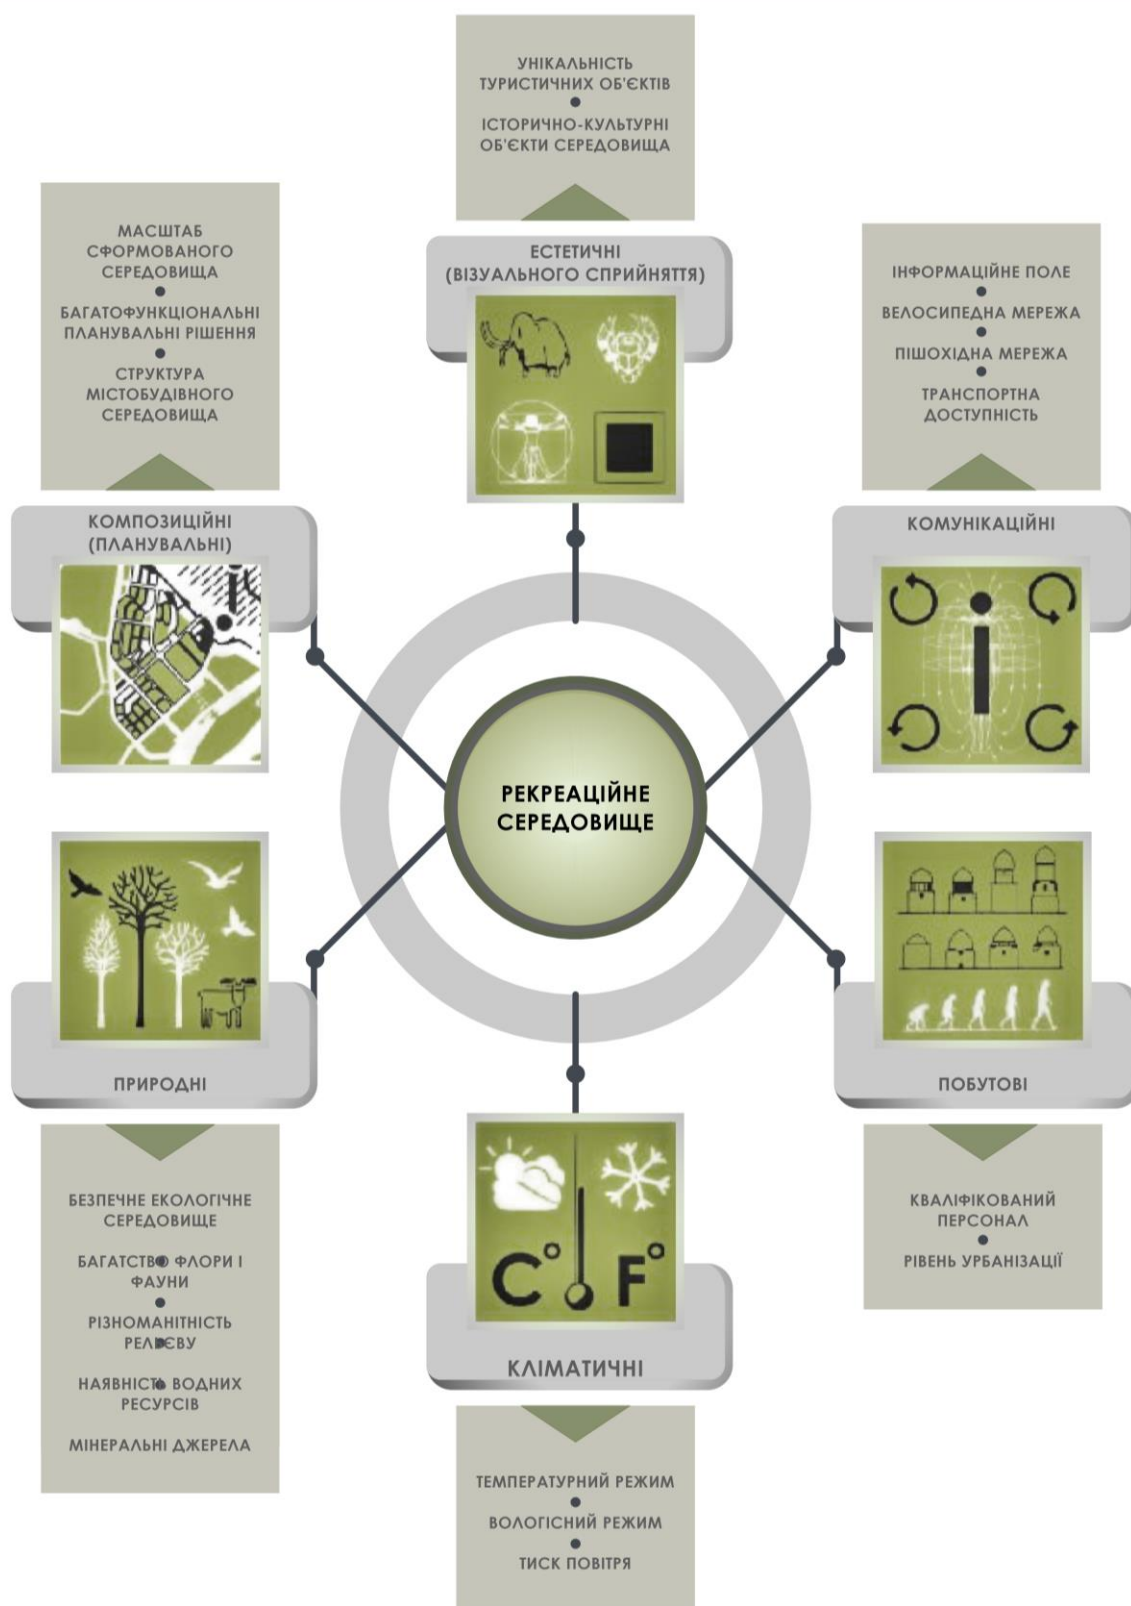 УНІКАЛЬНІСТЬ
ТУРИСТИЧНИХ ОБ'ЄКТІВ
ІСТОРИЧНО-КУЛЬТУРНІ
ОБ'ЄКТИ СЕРЕДОВИЩА
ЕСТЕТИЧНІ
(ВІЗУАЛЬНОГО СПРИЙНЯТТЯ)
МАСШТАБ
СФОРМОВАНОГО
СЕРЕДОВИЩА
БАГАТОФУНКЦІОНАЛЬНІ
ПЛАНУВАЛЬНІ РІШЕННЯ
СТРУКТУРА
МІСТОБУДІВНОГО
СЕРЕДОВИЩА
КОМПОЗИЦІЙНІ
(ПЛАНУВАЛЬНІ)
ІНФОРМАЦІЙНЕ ПОЛЕ
ВЕЛОСИПЕДНА МЕРЕЖА
ПІШОХІДНА МЕРЕЖА
ТРАНСПОРТНА
ДОСТУПНІСТЬ
КОМУНІКАЦІЙНІ
РЕКРЕАЦІЙНЕ
СЕРЕДОВИЩЕ
ПРИРОДНІ
БЕЗПЕЧНЕ ЕКОЛОГІЧНЕ
СЕРЕДОВИЩЕ
БАГАТСТВО ФЛОРИ І
ФАУНИ
РІЗНОМАНІТНІСТЬ
РЕЛЬЄВУ
НАЯВНІСТЬ ВОДНИХ
РЕСУРСІВ
МІНЕРАЛЬНІ ДЖЕРЕЛА
C° F°
КЛІМАТИЧНІ
ТЕМПЕРАТУРНИЙ РЕЖИМ
ВОЛОГІСНИЙ РЕЖИМ
ТИСК ПОВІТРЯ
ПОБУТОВІ
КВАЛІФІКОВАНИЙ
ПЕРСОНАЛ
РІВЕНЬ УРБАНІЗАЦІЇ